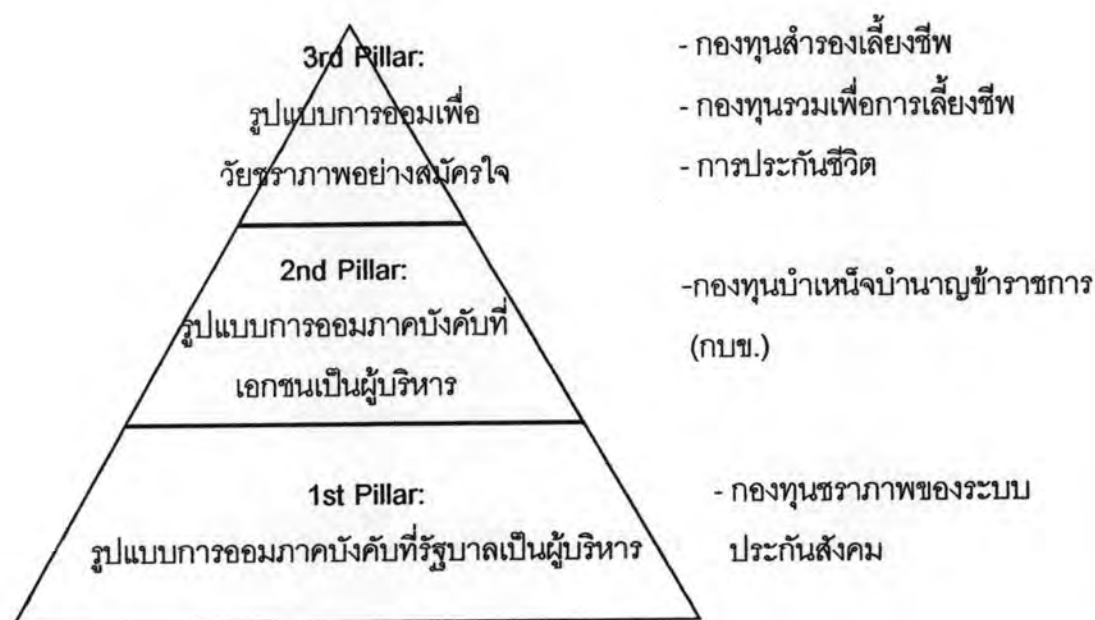 3rd Pillar:
รูปแบบการออมเพื่อ
วัยชราภาพอย่างสมัครใจ
- กองทุนสำรองเลี้ยงชีพ
- กองทุนรวมเพื่อการเลี้ยงชีพ
- การประกันชีวิต
2nd Pillar:
รูปแบบการออมภาคบังคับที่
เอกชนเป็นผู้บริหาร
-กองทุนบำเหน็จบำนาญข้าราชการ
(กบข.)
1st Pillar:
รูปแบบการออมภาคบังคับที่รัฐบาลเป็นผู้บริหาร
- กองทุนชราภาพของระบบ
ประกันสังคม